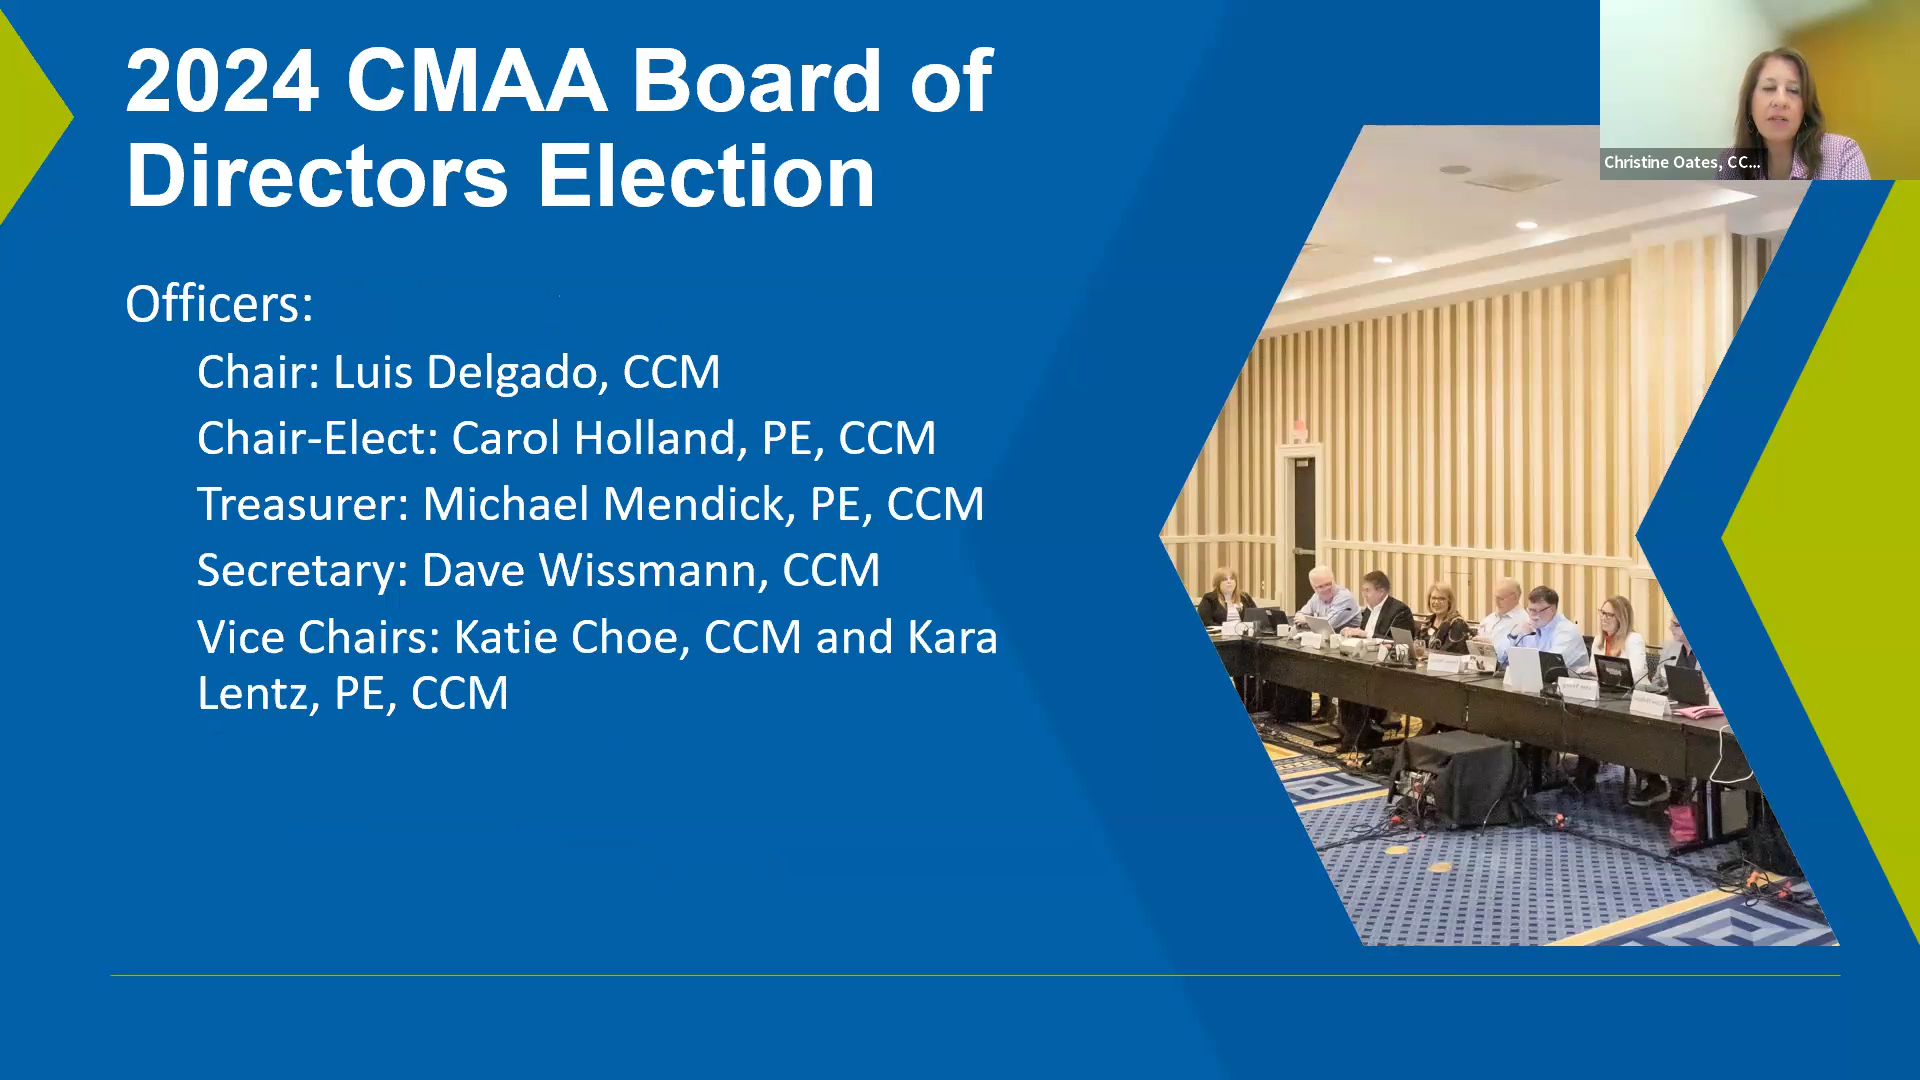 2024 CMAA Board of
Directors Election
Christine Oates, CC...
Officers:
Chair: Luis Delgado, CCM
Chair-Elect: Carol Holland, PE, CCM
Treasurer: Michael Mendick, PE, CCM
Secretary: Dave Wissmann, CCM
Vice Chairs: Katie Choe, CCM and Kara
Lentz, PE, CCM